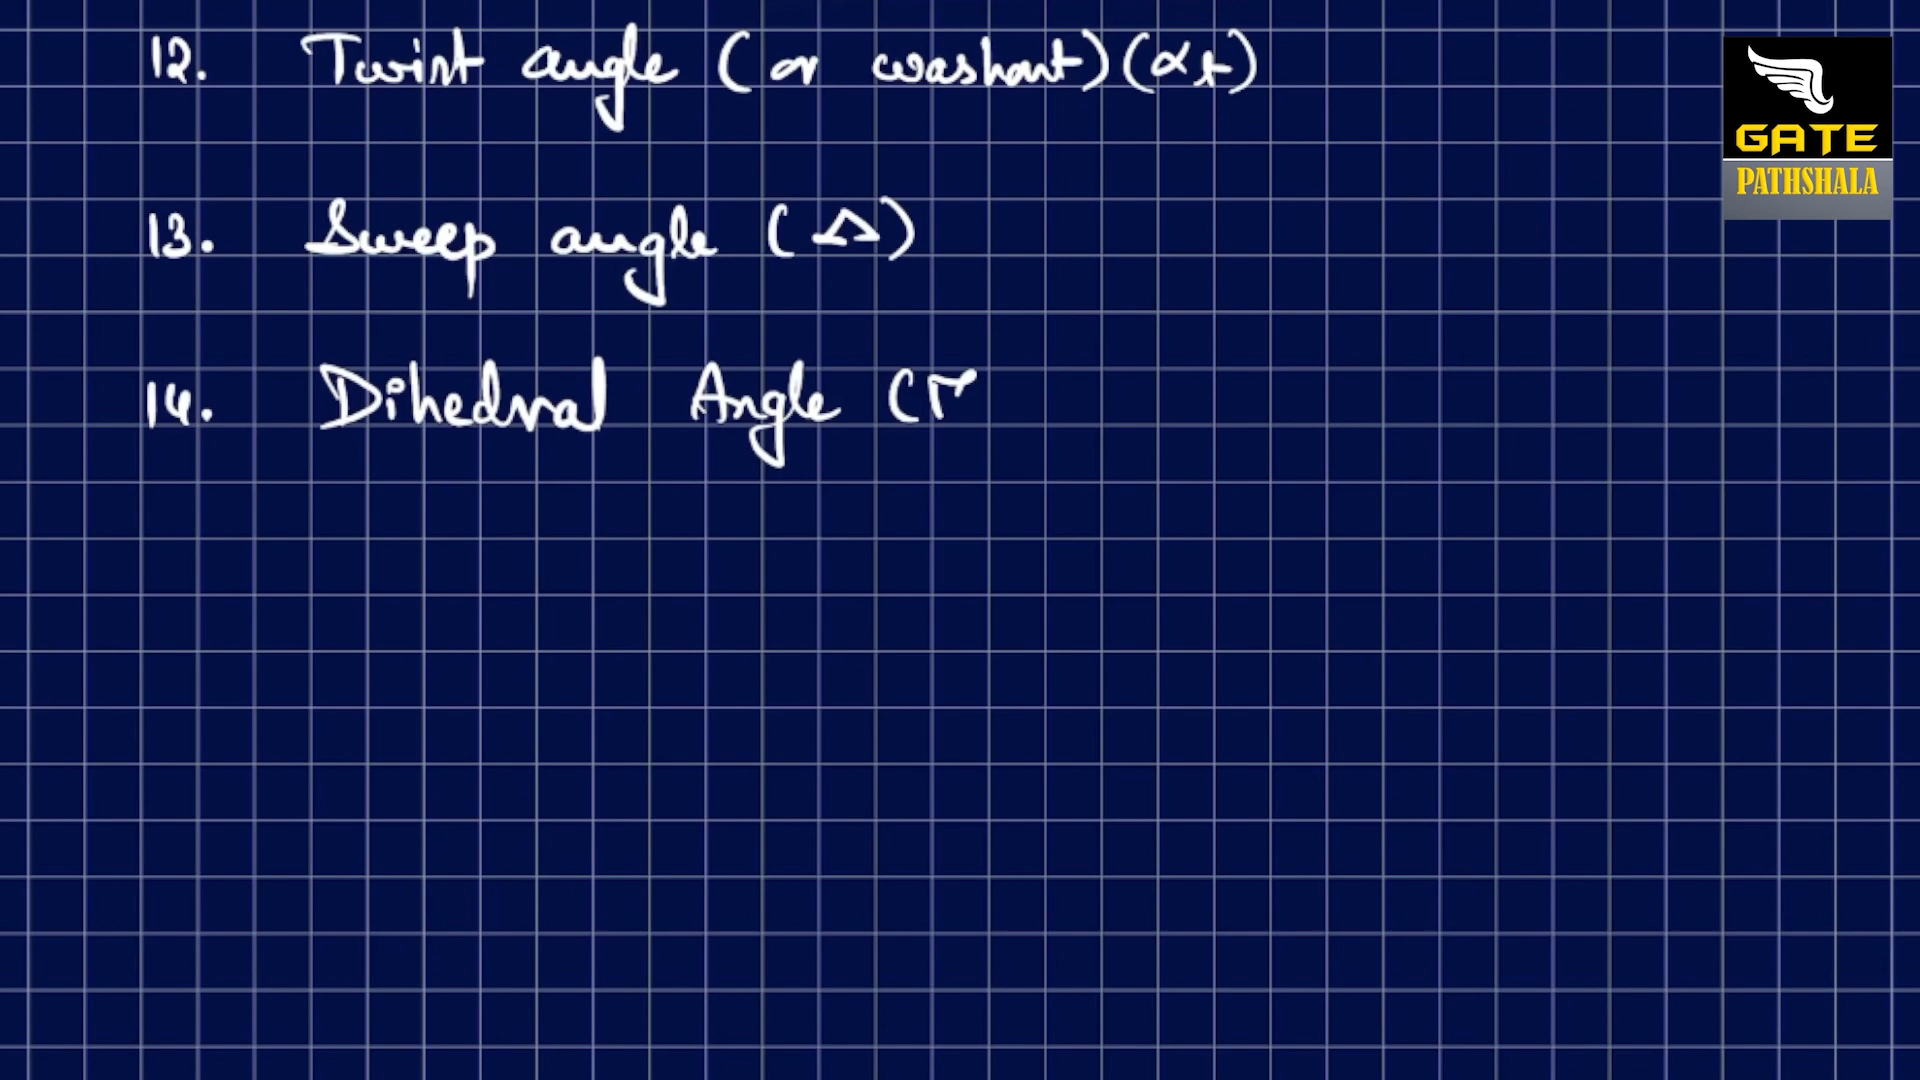 12. Twist angle (or washout) (αt)
13. Sweep angle (Λ)
14. Dihedral Angle (Γ
GATE
PATHSHALA